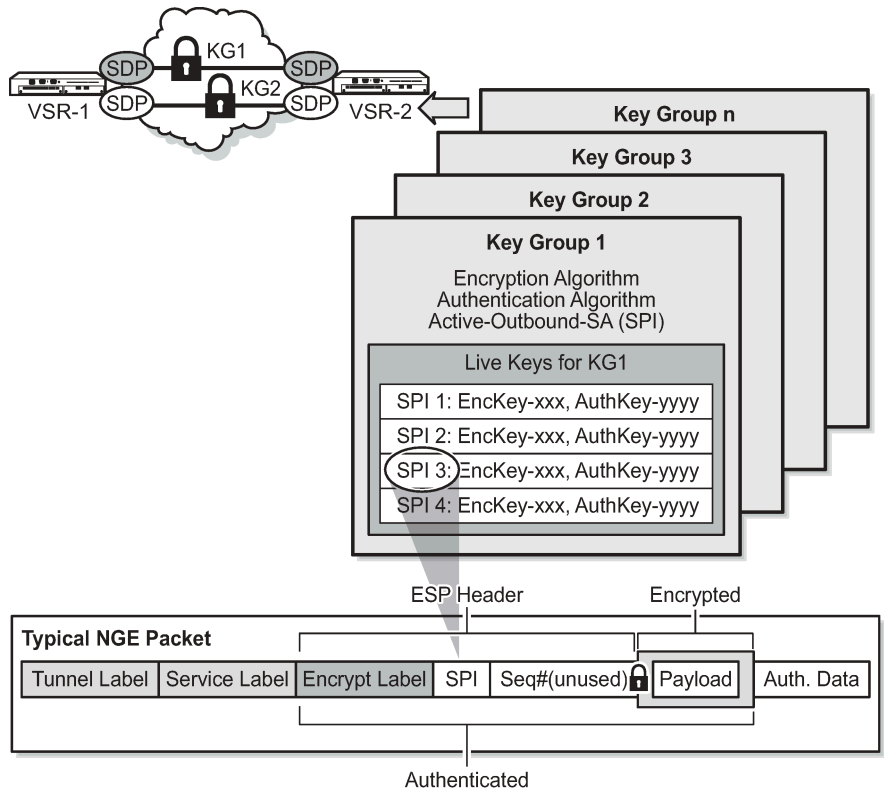 SDP
KG1
SDP
SDP
KG2
SDP
VSR-1
VSR-2
Key Group n
Key Group 3
Key Group 2
Key Group 1
Encryption Algorithm
Authentication Algorithm
Active-Outbound-SA (SPI)
Live Keys for KG1
SPI 1: EncKey-xxx, AuthKey-yyyy
SPI 2: EncKey-xxx, AuthKey-yyyy
SPI 3: EncKey-xxx, AuthKey-yyyy
SPI 4: EncKey-xxx, AuthKey-yyyy
ESP Header
Encrypted
Typical NGE Packet
Tunnel Label Service Label Encrypt Label SPI Seq#(unused) Payload Auth. Data
Authenticated